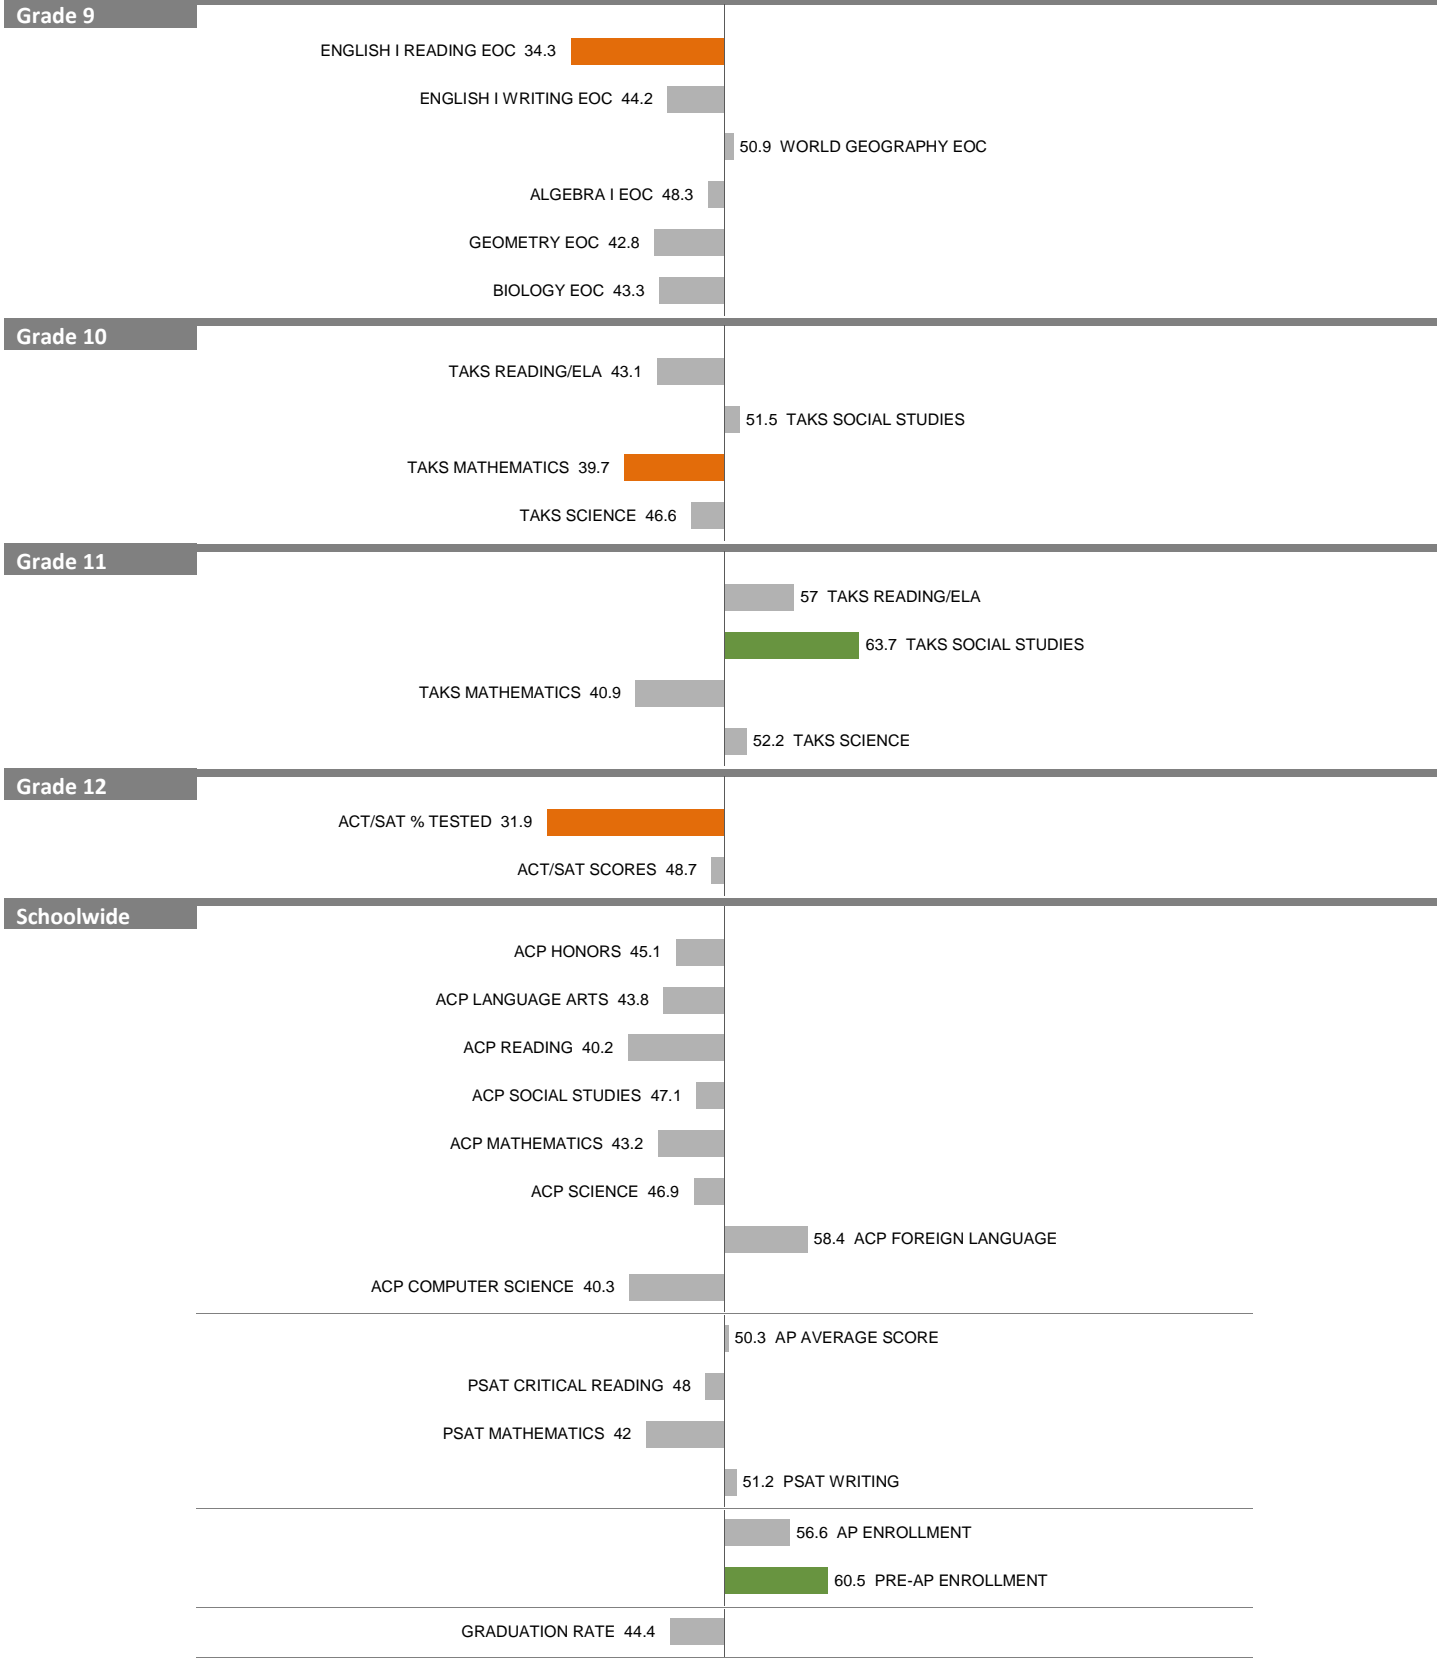 Grade 9
ENGLISH I READING EOC 34.3
ENGLISH I WRITING EOC 44.2
50.9 WORLD GEOGRAPHY EOC
ALGEBRA I EOC 48.3
GEOMETRY EOC 42.8
BIOLOGY EOC 43.3
Grade 10
TAKS READING/ELA 43.1
51.5 TAKS SOCIAL STUDIES
TAKS MATHEMATICS 39.7
TAKS SCIENCE 46.6
Grade 11
57 TAKS READING/ELA
63.7 TAKS SOCIAL STUDIES
TAKS MATHEMATICS 40.9
52.2 TAKS SCIENCE
Grade 12
ACT/SAT % TESTED 31.9
ACT/SAT SCORES 48.7
Schoolwide
ACP HONORS 45.1
ACP LANGUAGE ARTS 43.8
ACP READING 40.2
ACP SOCIAL STUDIES 47.1
ACP MATHEMATICS 43.2
ACP SCIENCE 46.9
58.4 ACP FOREIGN LANGUAGE
ACP COMPUTER SCIENCE 40.3
50.3 AP AVERAGE SCORE
PSAT CRITICAL READING 48
PSAT MATHEMATICS 42
51.2 PSAT WRITING
56.6 AP ENROLLMENT
60.5 PRE-AP ENROLLMENT
GRADUATION RATE 44.4